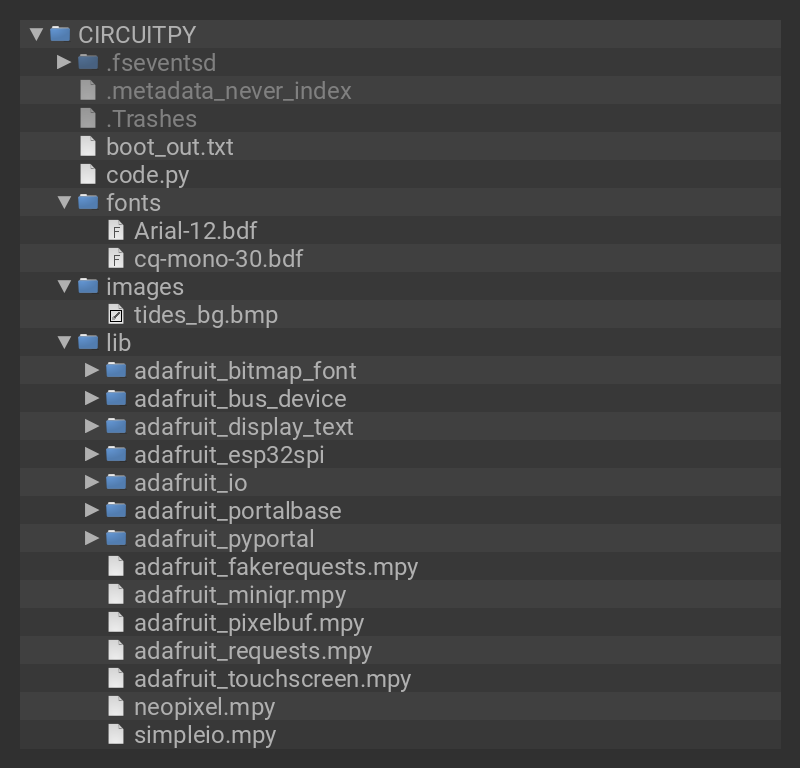 CIRCUITPY
.fseventsd
.metadata_never_index
.Trashes
boot_out.txt
code.py
fonts
Arial-12.bdf
cq-mono-30.bdf
images
tides_bg.bmp
lib
adafruit_bitmap_font
adafruit_bus_device
adafruit_display_text
adafruit_esp32spi
adafruit_io
adafruit_portalbase
adafruit_pyportal
adafruit_fakerequests.mpy
adafruit_miniqr.mpy
adafruit_pixelbuf.mpy
adafruit_requests.mpy
adafruit_touchscreen.mpy
neopixel.mpy
simpleio.mpy